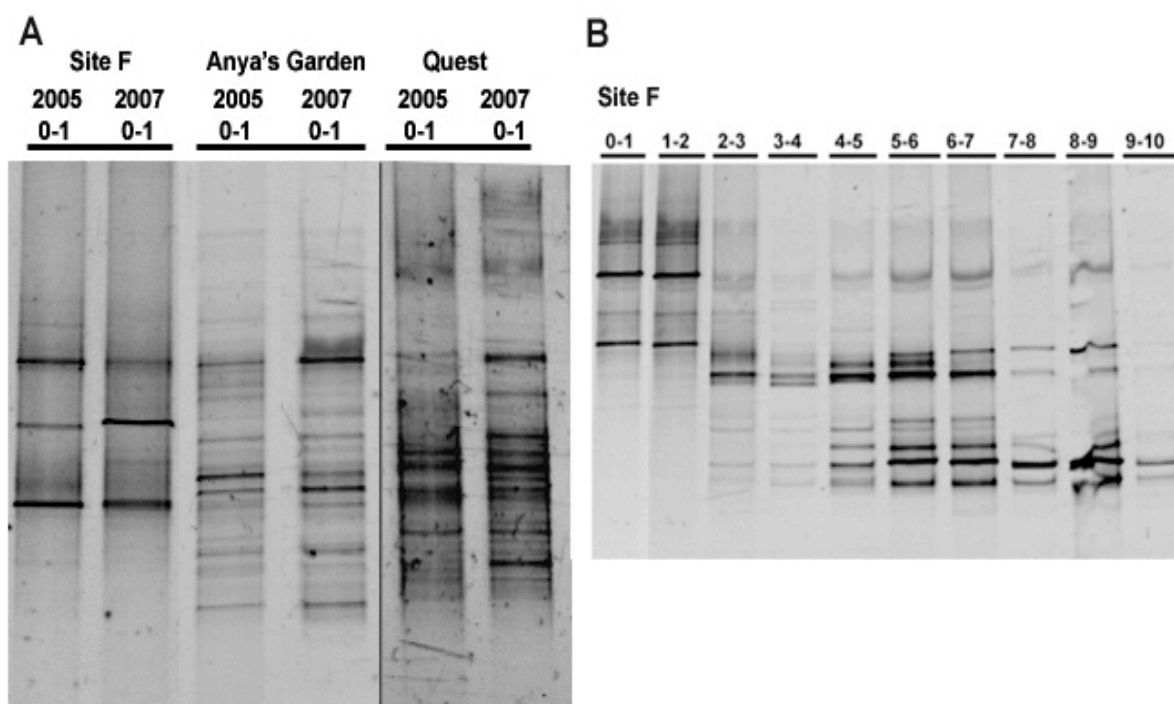 A
Site F Anya's Garden Quest
2005 2007 2005 2007 2005 2007
0-1 0-1 0-1 0-1 0-1 0-1
B
Site F
0-1 1-2 2-3 3-4 4-5 5-6 6-7 7-8 8-9 9-10